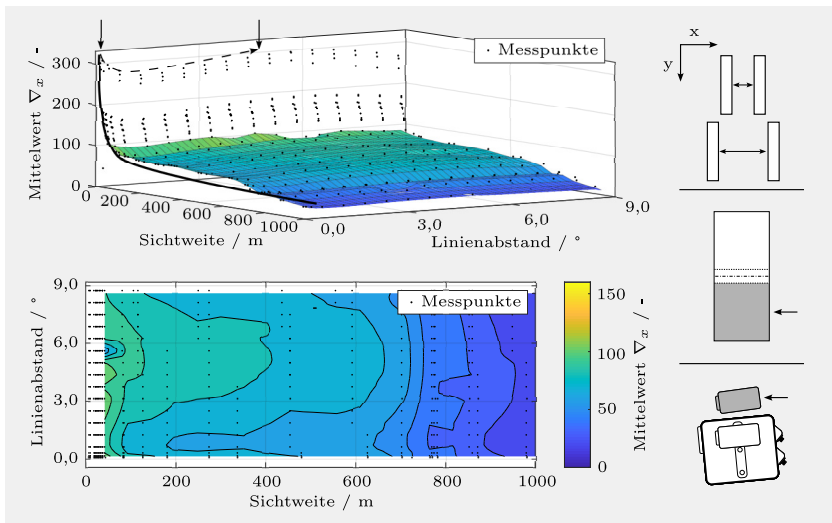 Mittelwert ∇x / -
300
200
100
0
200
400
600
800
1000
Sichtweite / m
0,0
3,0
6,0
9,0
Linienabstand / °
Messpunkte
Linienabstand / °
9,0
6,0
3,0
0,0
0
200
400
600
800
1000
Sichtweite / m
Messpunkte
150
100
50
0
Mittelwert ∇x / -
x
y